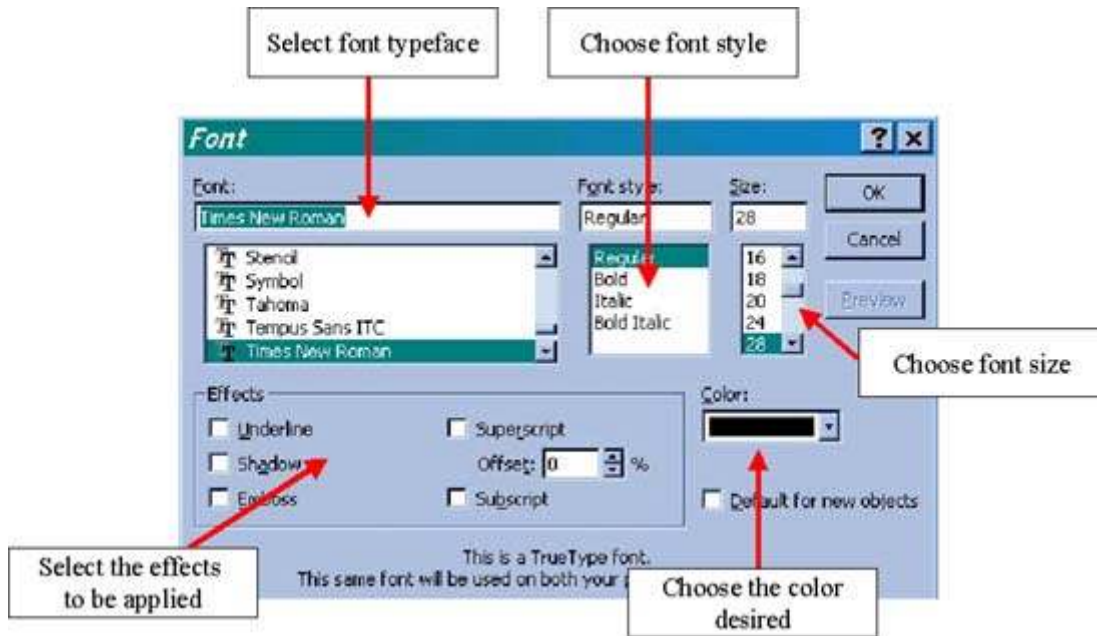 Select font typeface
Choose font style
Font
?
Font:
Font style:
Size:
OK
Times New Roman
Regular
28
Cancel
Stencil
Symbol
Tahoma
Tempus Sans ITC
Times New Roman
Regular
Bold
Italic
Bold Italic
16
18
20
24
28
Preview
Choose font size
Effects
Color:
Underline
Superscript
Shadow
Offset: 0 %
Emboss
Subscript
Default for new objects
This is a TrueType font.
This same font will be used on both your
Select the effects
to be applied
Choose the color
desired